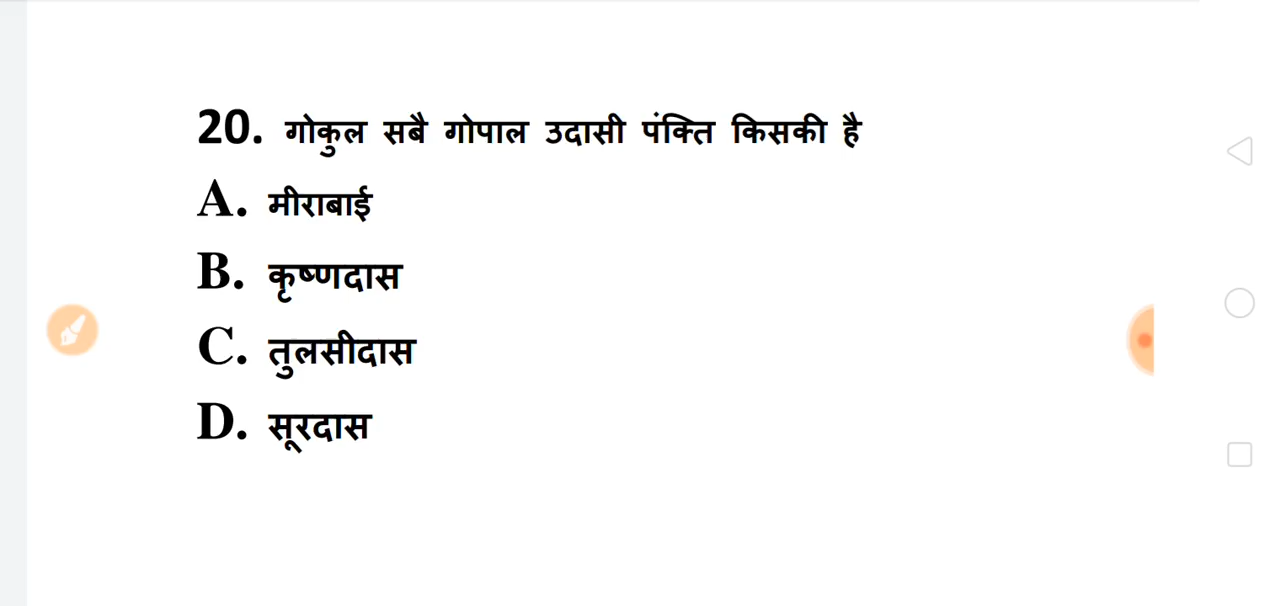 20. गोकुल सबै गोपाल उदासी पंक्ति किसकी है
A. मीराबाई
B. कृष्णदास
C. तुलसीदास
D. सूरदास